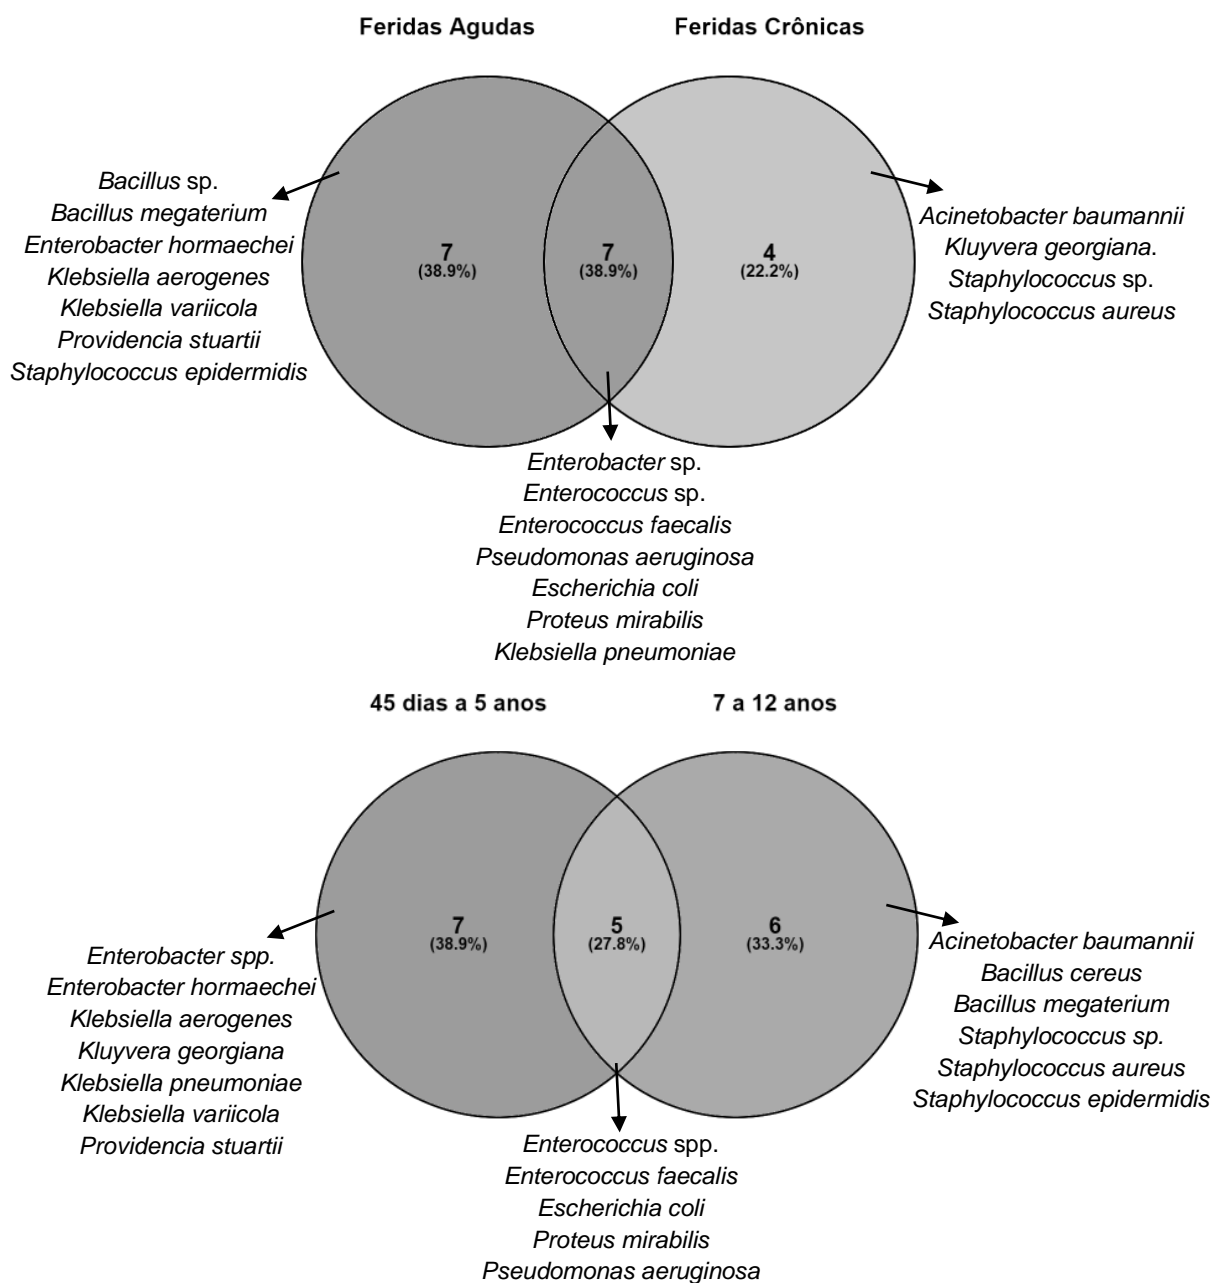 Feridas Agudas
Feridas Crônicas
Bacillus sp.
Bacillus megaterium
Enterobacter hormaechei
Klebsiella aerogenes
Klebsiella variicola
Providencia stuartii
Staphylococcus epidermidis
7
(38.9%)
7
(38.9%)
4
(22.2%)
Acinetobacter baumannii
Kluyvera georgiana.
Staphylococcus sp.
Staphylococcus aureus
Enterobacter sp.
Enterococcus sp.
Enterococcus faecalis
Pseudomonas aeruginosa
Escherichia coli
Proteus mirabilis
Klebsiella pneumoniae
45 dias a 5 anos
7 a 12 anos
Enterobacter spp.
Enterobacter hormaechei
Klebsiella aerogenes
Kluyvera georgiana
Klebsiella pneumoniae
Klebsiella variicola
Providencia stuartii
7
(38.9%)
5
(27.8%)
6
(33.3%)
Acinetobacter baumannii
Bacillus cereus
Bacillus megaterium
Staphylococcus sp.
Staphylococcus aureus
Staphylococcus epidermidis
Enterococcus spp.
Enterococcus faecalis
Escherichia coli
Proteus mirabilis
Pseudomonas aeruginosa